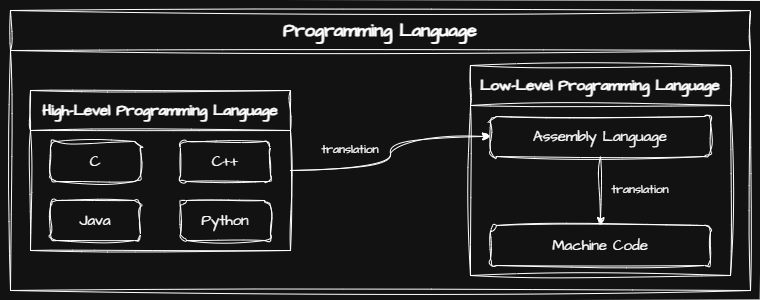 Programming Language
High-Level Programming Language
C
C++
Java
Python
translation
Low-Level Programming Language
Assembly Language
translation
Machine Code